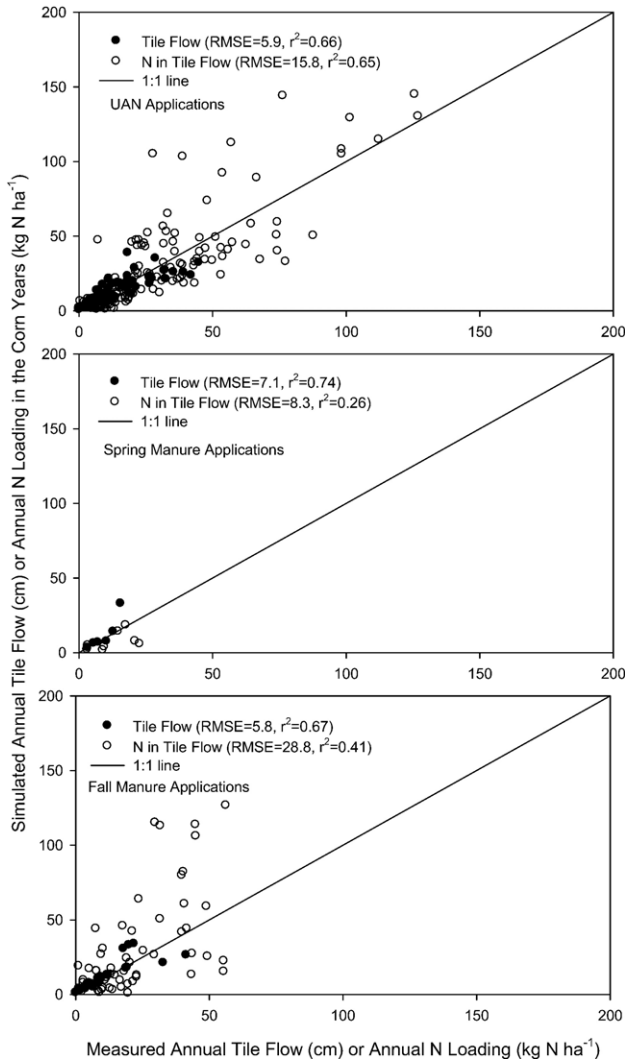 Simulated Annual Tile Flow (cm) or Annual N Loading in the Corn Years (kg N ha⁻¹)
200
Tile Flow (RMSE=5.9, r²=0.66)
N in Tile Flow (RMSE=15.8, r²=0.65)
1:1 line
UAN Applications
150
100
50
0
0 50 100 150 200
200
Tile Flow (RMSE=7.1, r²=0.74)
N in Tile Flow (RMSE=8.3, r²=0.26)
1:1 line
Spring Manure Applications
150
100
50
0
0 50 100 150 200
200
Tile Flow (RMSE=5.8, r²=0.67)
N in Tile Flow (RMSE=28.8, r²=0.41)
1:1 line
Fall Manure Applications
150
100
50
0
0 50 100 150 200
Measured Annual Tile Flow (cm) or Annual N Loading (kg N ha⁻¹)